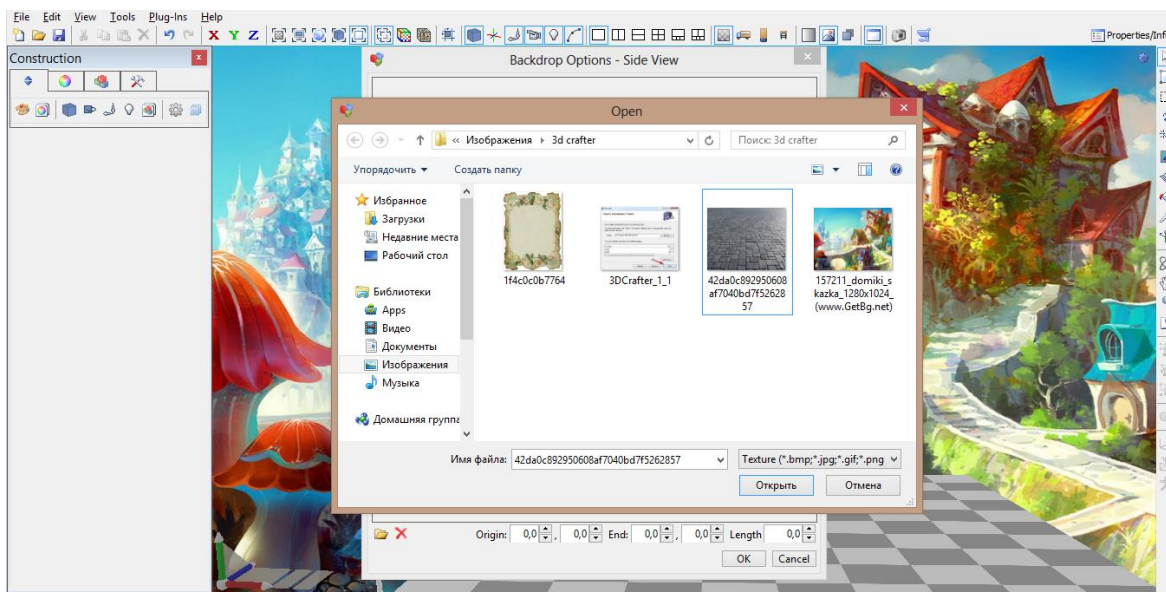 File Edit View Tools Plug-Ins Help
X Y Z
Properties/Inf
Construction
Backdrop Options - Side View
Open
« Изображения 3d crafter
Поиск: 3d crafter
Упорядочить Создать папку
Избранное
Загрузки
Недавние места
Рабочий стол
Библиотеки
Apps
Видео
Документы
Изображения
Музыка
Домашняя группа
1f4c0c0b7764
3DCrafter_1_1
42da0c892950608
af7040bd7f52628
57
157211_domiki_s
kazka_1280x1024_
(www.GetBg.net)
Имя файла: 42da0c892950608af7040bd7f5262857
Texture (*.bmp;*.jpg;*.gif;*.png
Открыть Отмена
Origin: 0,0 , 0,0 End: 0,0 , 0,0 Length 0,0
OK Cancel